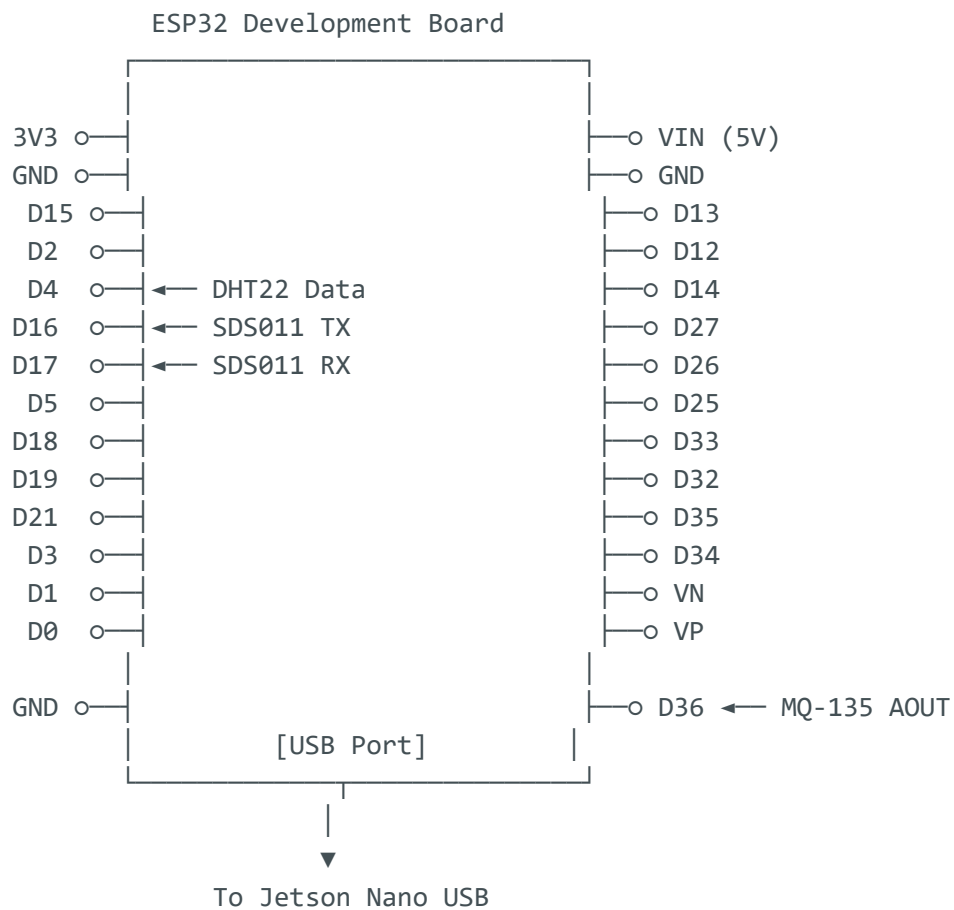 ESP32 Development Board
3V3 VIN (5V)
GND GND
D15 D13
D2 D12
D4 DHT22 Data D14
D16 SDS011 TX D27
D17 SDS011 RX D26
D5 D25
D18 D33
D19 D32
D21 D35
D3 D34
D1 VN
D0 VP
GND D36 MQ-135 AOUT
[USB Port]
To Jetson Nano USB